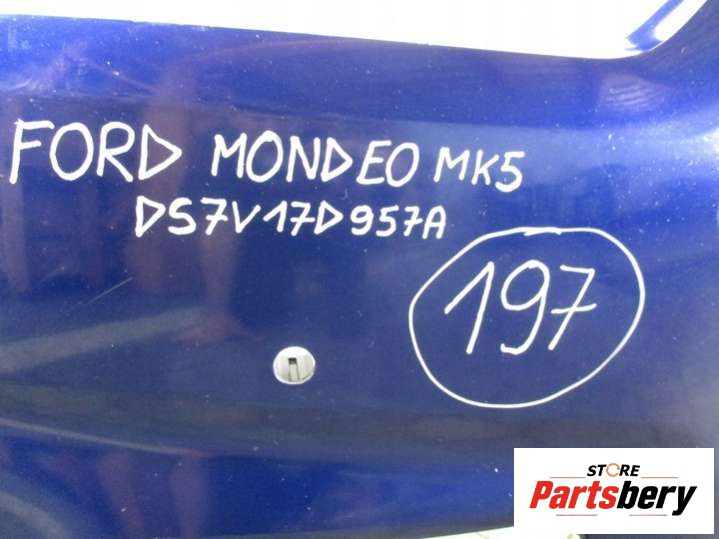 FORD MONDEO MK5
DS7V17D957A
197
STORE
Partsbery